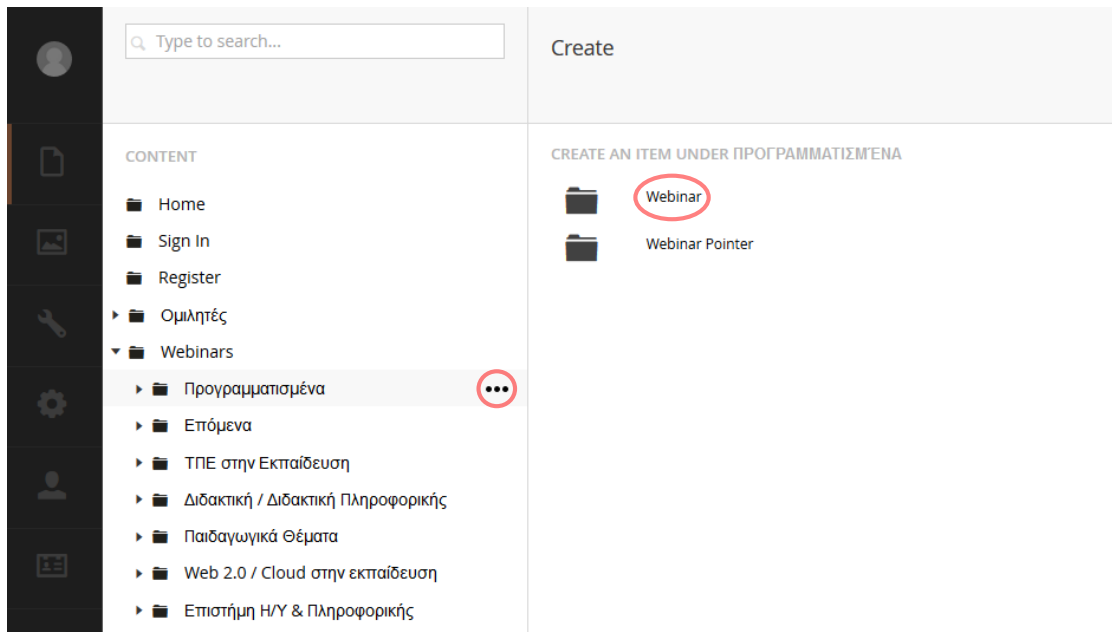 Type to search...
Create
CONTENT
Home
Sign In
Register
Ομιλητές
Webinars
Προγραμματισμένα
Επόμενα
ΤΠΕ στην Εκπαίδευση
Διδακτική / Διδακτική Πληροφορικής
Παιδαγωγικά Θέματα
Web 2.0 / Cloud στην εκπαίδευση
Επιστήμη Η/Υ & Πληροφορικής
CREATE AN ITEM UNDER ΠΡΟΓΡΑΜΜΑΤΙΣΜΈΝΑ
Webinar
Webinar Pointer